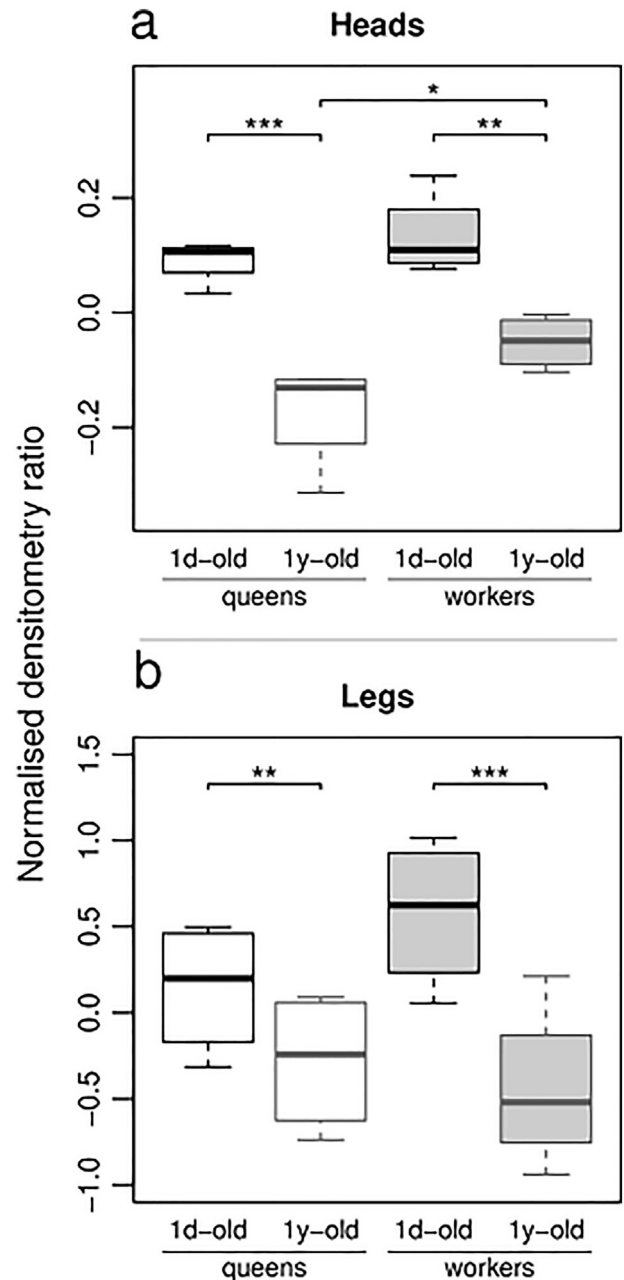 a
Heads
*
***
**
0.2
0.0
−0.2
1d−old 1y−old 1d−old 1y−old
queens workers
Normalised densitometry ratio
b
Legs
1.5
**
***
1.0
0.5
0.0
−0.5
−1.0
1d−old 1y−old 1d−old 1y−old
queens workers